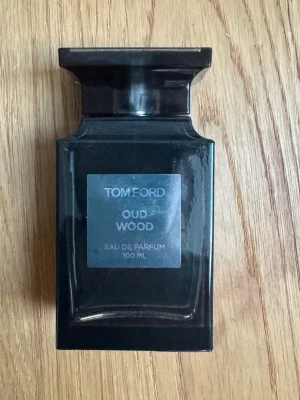 TOM FORD
OUD
WOOD
EAU DE PARFUM
100 ML